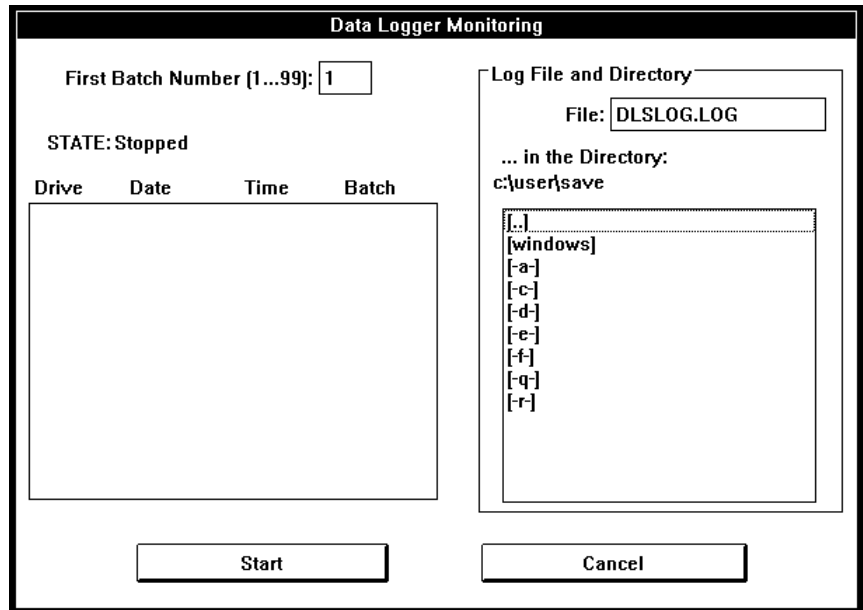 Data Logger Monitoring
First Batch Number (1...99): 1
STATE: Stopped
Drive Date Time Batch
Log File and Directory
File: DLSLOG.LOG
... in the Directory:
c:\user\save
[..]
[windows]
[-a-]
[-c-]
[-d-]
[-e-]
[-f-]
[-q-]
[-r-]
Start
Cancel